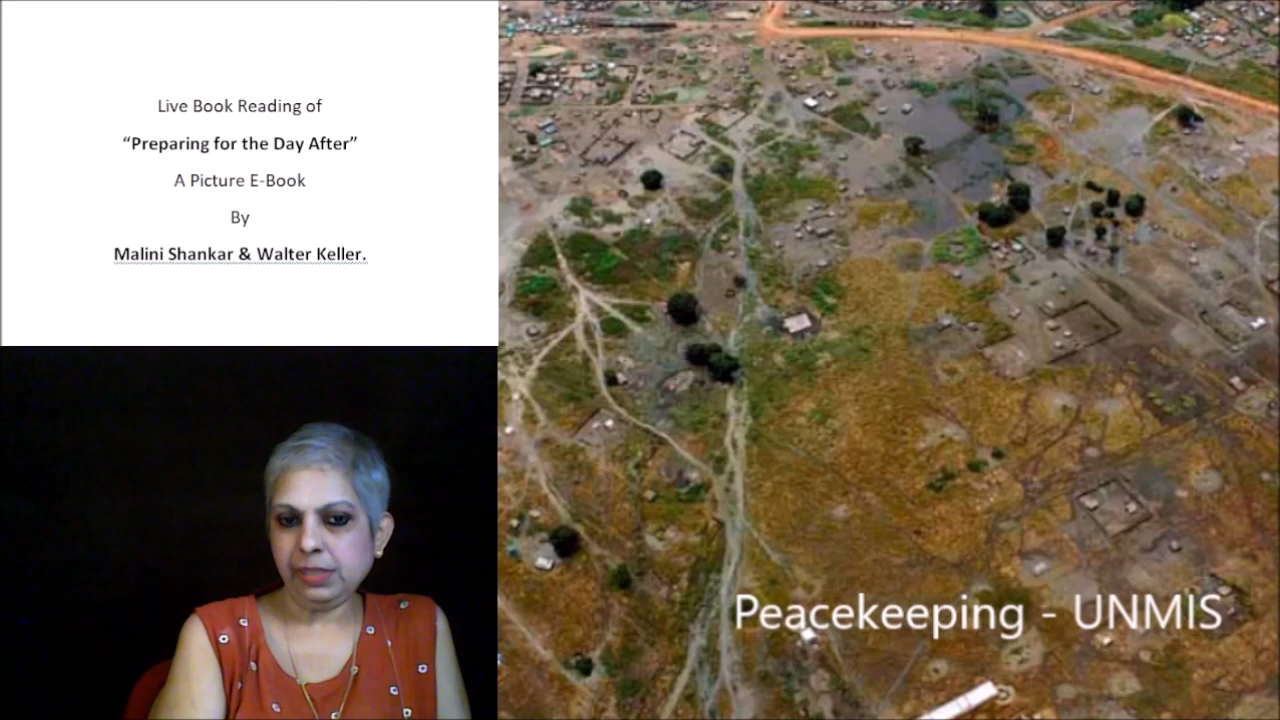 Live Book Reading of
“Preparing for the Day After”
A Picture E-Book
By
Malini Shankar & Walter Keller.
Peacekeeping - UNMIS